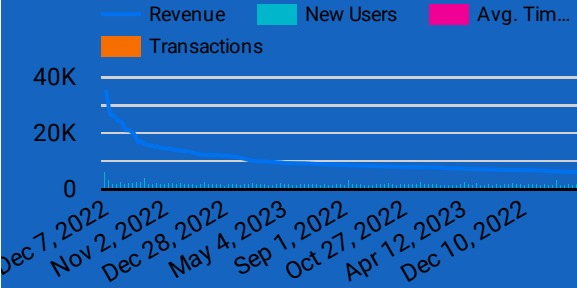 Revenue New Users Avg. Tim...
Transactions
40K
20K
0
Dec 7, 2022 Nov 2, 2022 Dec 28, 2022 May 4, 2023 Sep 1, 2022 Oct 27, 2022 Apr 12, 2023 Dec 10, 2022